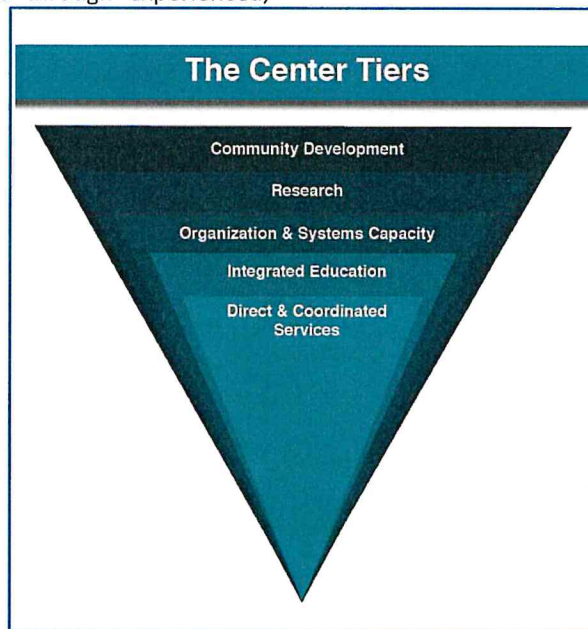 The Center Tiers
Community Development
Research
Organization & Systems Capacity
Integrated Education
Direct & Coordinated
Services